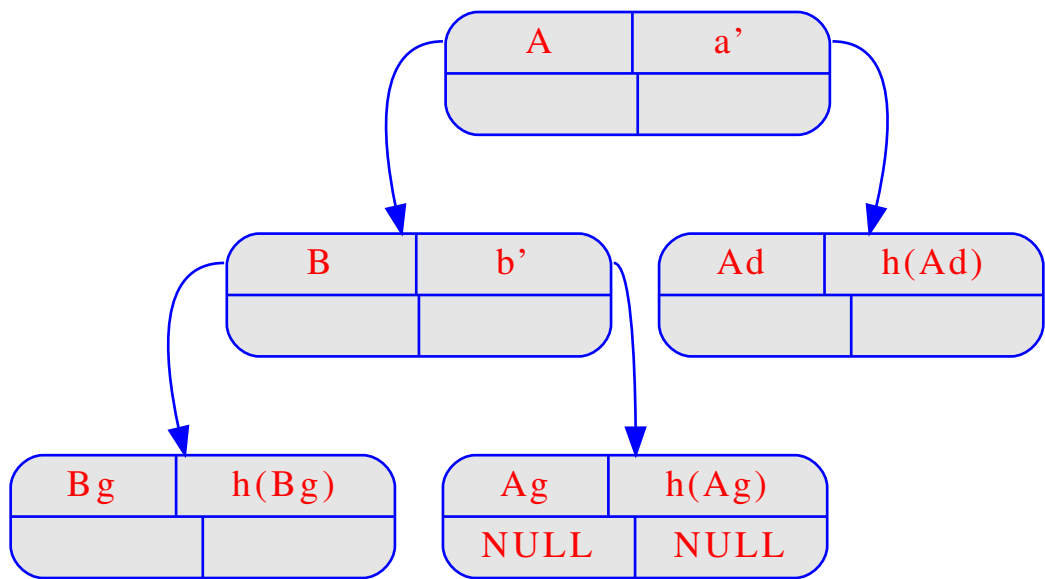 A a’
B b’
Ad h(Ad)
Bg h(Bg)
Ag h(Ag)
NULL NULL